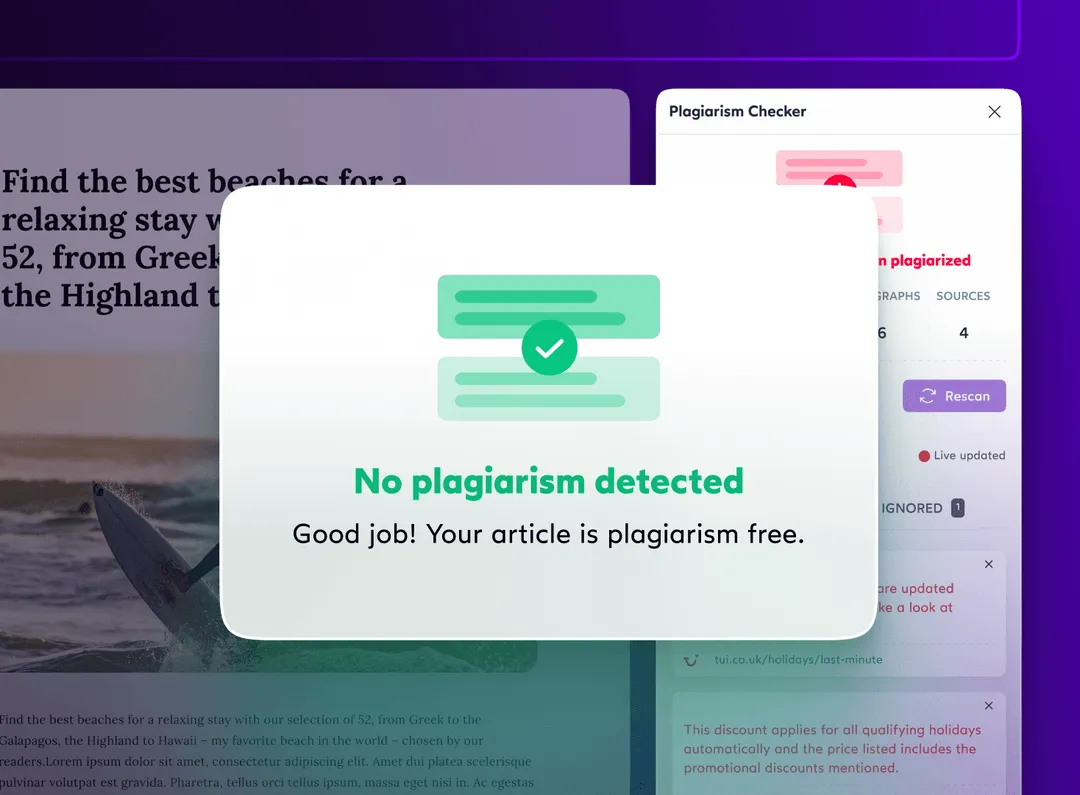 Find the best beaches for a
relaxing stay
52, from Greek
the Highland
Find the best beaches for a relaxing stay with our selection of 52, from Greek to the
Galapagos, the Highland to Hawaii – my favorite beach in the world – chosen by our
readers.Lorem ipsum dolor sit amet, consectetur adipiscing elit. Amet dui platea scelerisque
pulvinar volutpat est gravida. Pharetra, tellus orci tellus ipsum, massa eget nisi in. Ac egestas
No plagiarism detected
Good job! Your article is plagiarism free.
Plagiarism Checker
plagiarized
SOURCES
6 4
Rescan
Live updated
IGNORED 1
are updated
a look at
tui.co.uk/holidays/last-minute
This discount applies for all qualifying holidays
automatically and the price listed includes the
promotional discounts mentioned.